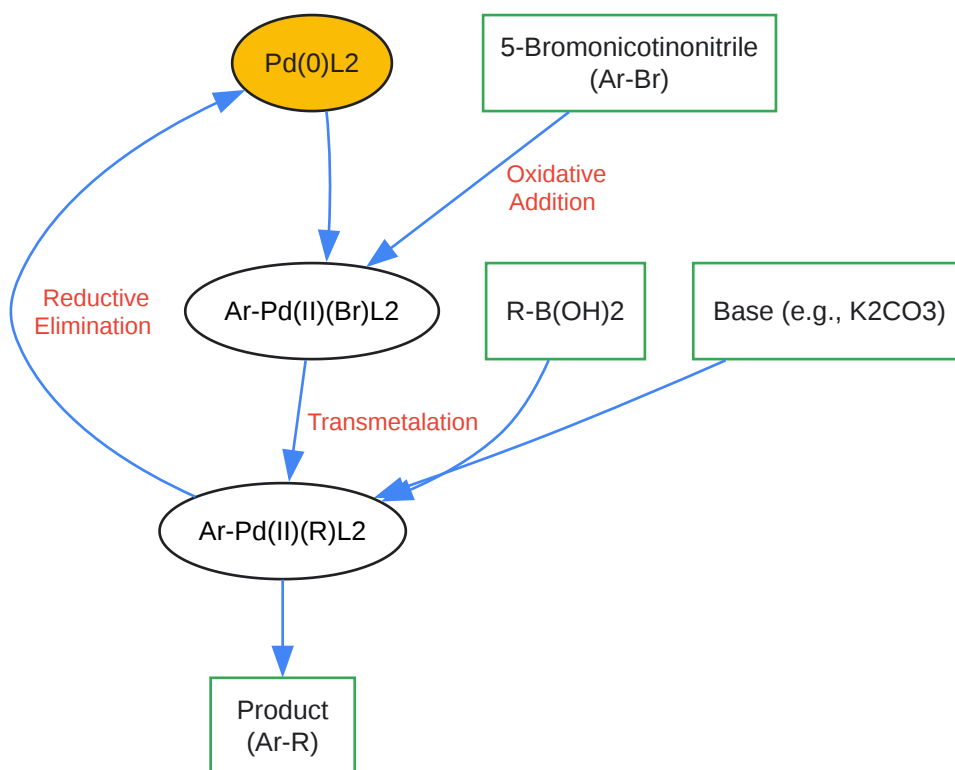 Pd(0)L2
5-Bromonicotinonitrile
(Ar-Br)
Oxidative
Addition
Reductive
Elimination
Ar-Pd(II)(Br)L2
R-B(OH)2
Base (e.g., K2CO3)
Transmetalation
Ar-Pd(II)(R)L2
Product
(Ar-R)